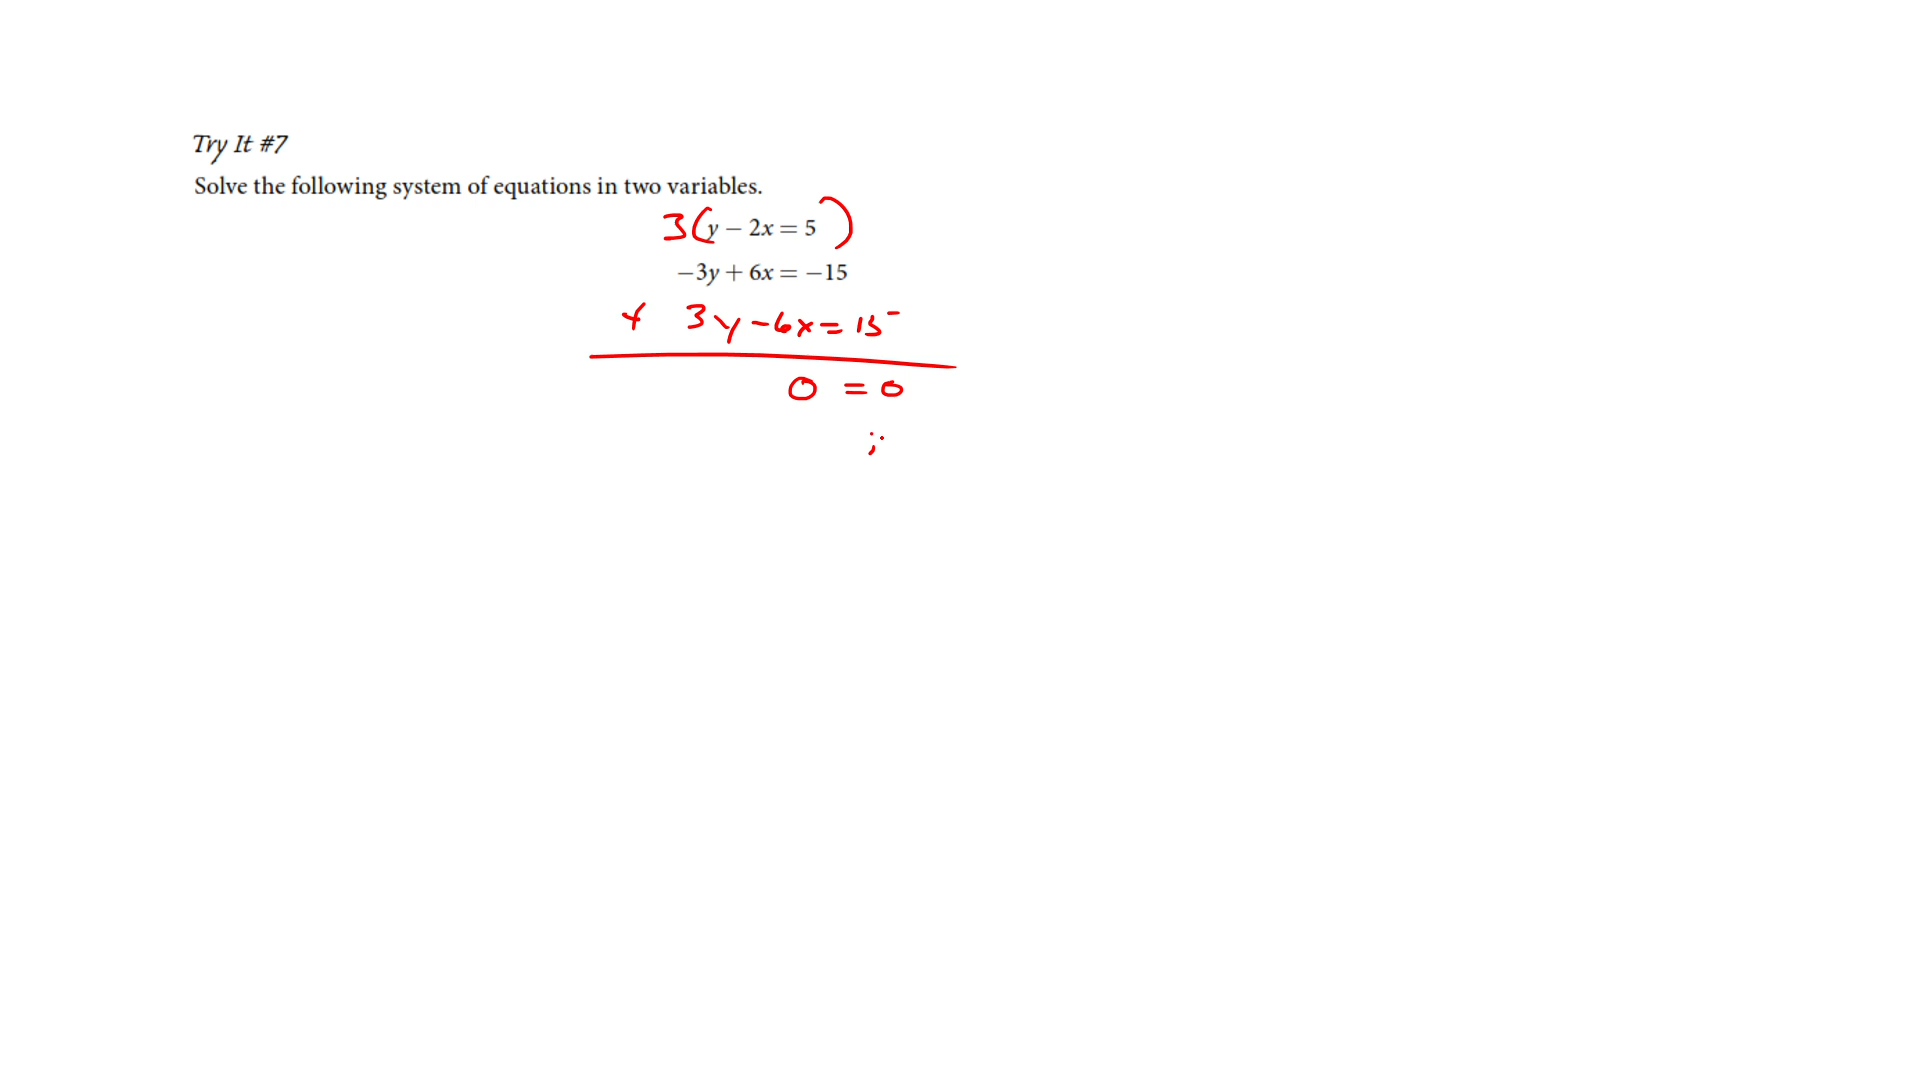 Try It #7
Solve the following system of equations in two variables.
3(y − 2x = 5)
−3y + 6x = −15
+ 3y − 6x = 15
0 = 0